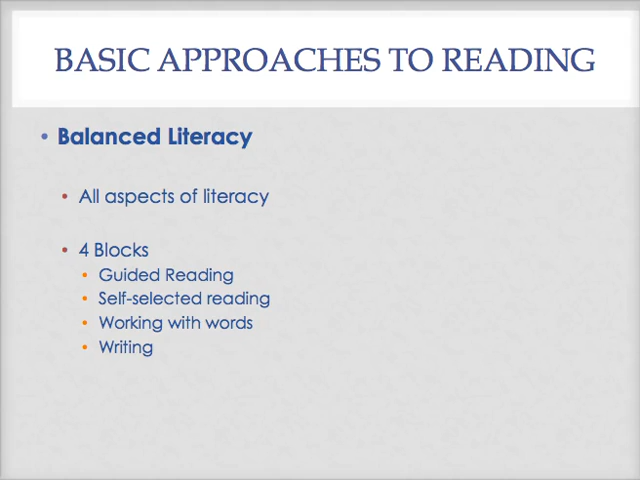 BASIC APPROACHES TO READING
• Balanced Literacy
• All aspects of literacy
• 4 Blocks
• Guided Reading
• Self-selected reading
• Working with words
• Writing